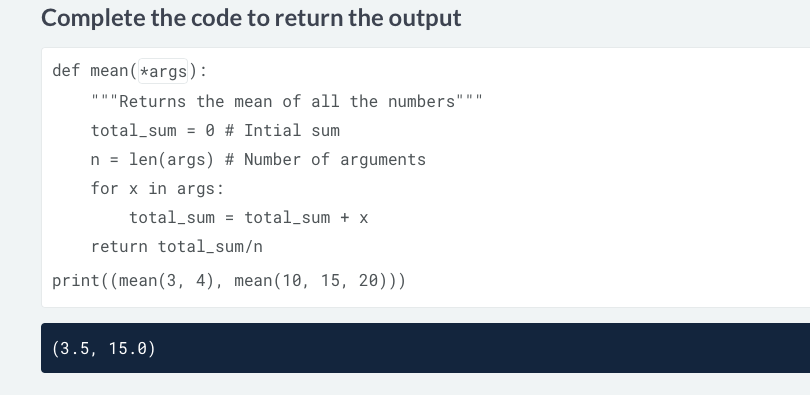 Complete the code to return the output
def mean(*args):
    """Returns the mean of all the numbers"""
    total_sum = 0 # Intial sum
    n = len(args) # Number of arguments
    for x in args:
        total_sum = total_sum + x
    return total_sum/n
print((mean(3, 4), mean(10, 15, 20)))
(3.5, 15.0)